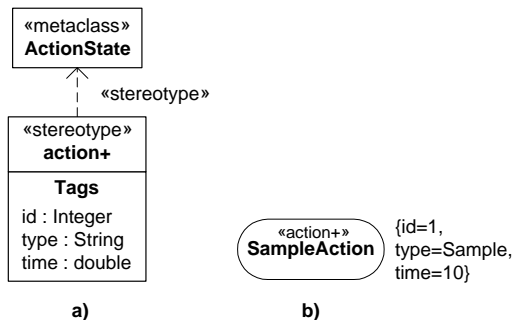 «metaclass»
ActionState
«stereotype»
«stereotype»
action+
Tags
id : Integer
type : String
time : double
«action+»
SampleAction
{id=1,
type=Sample,
time=10}
a)
b)